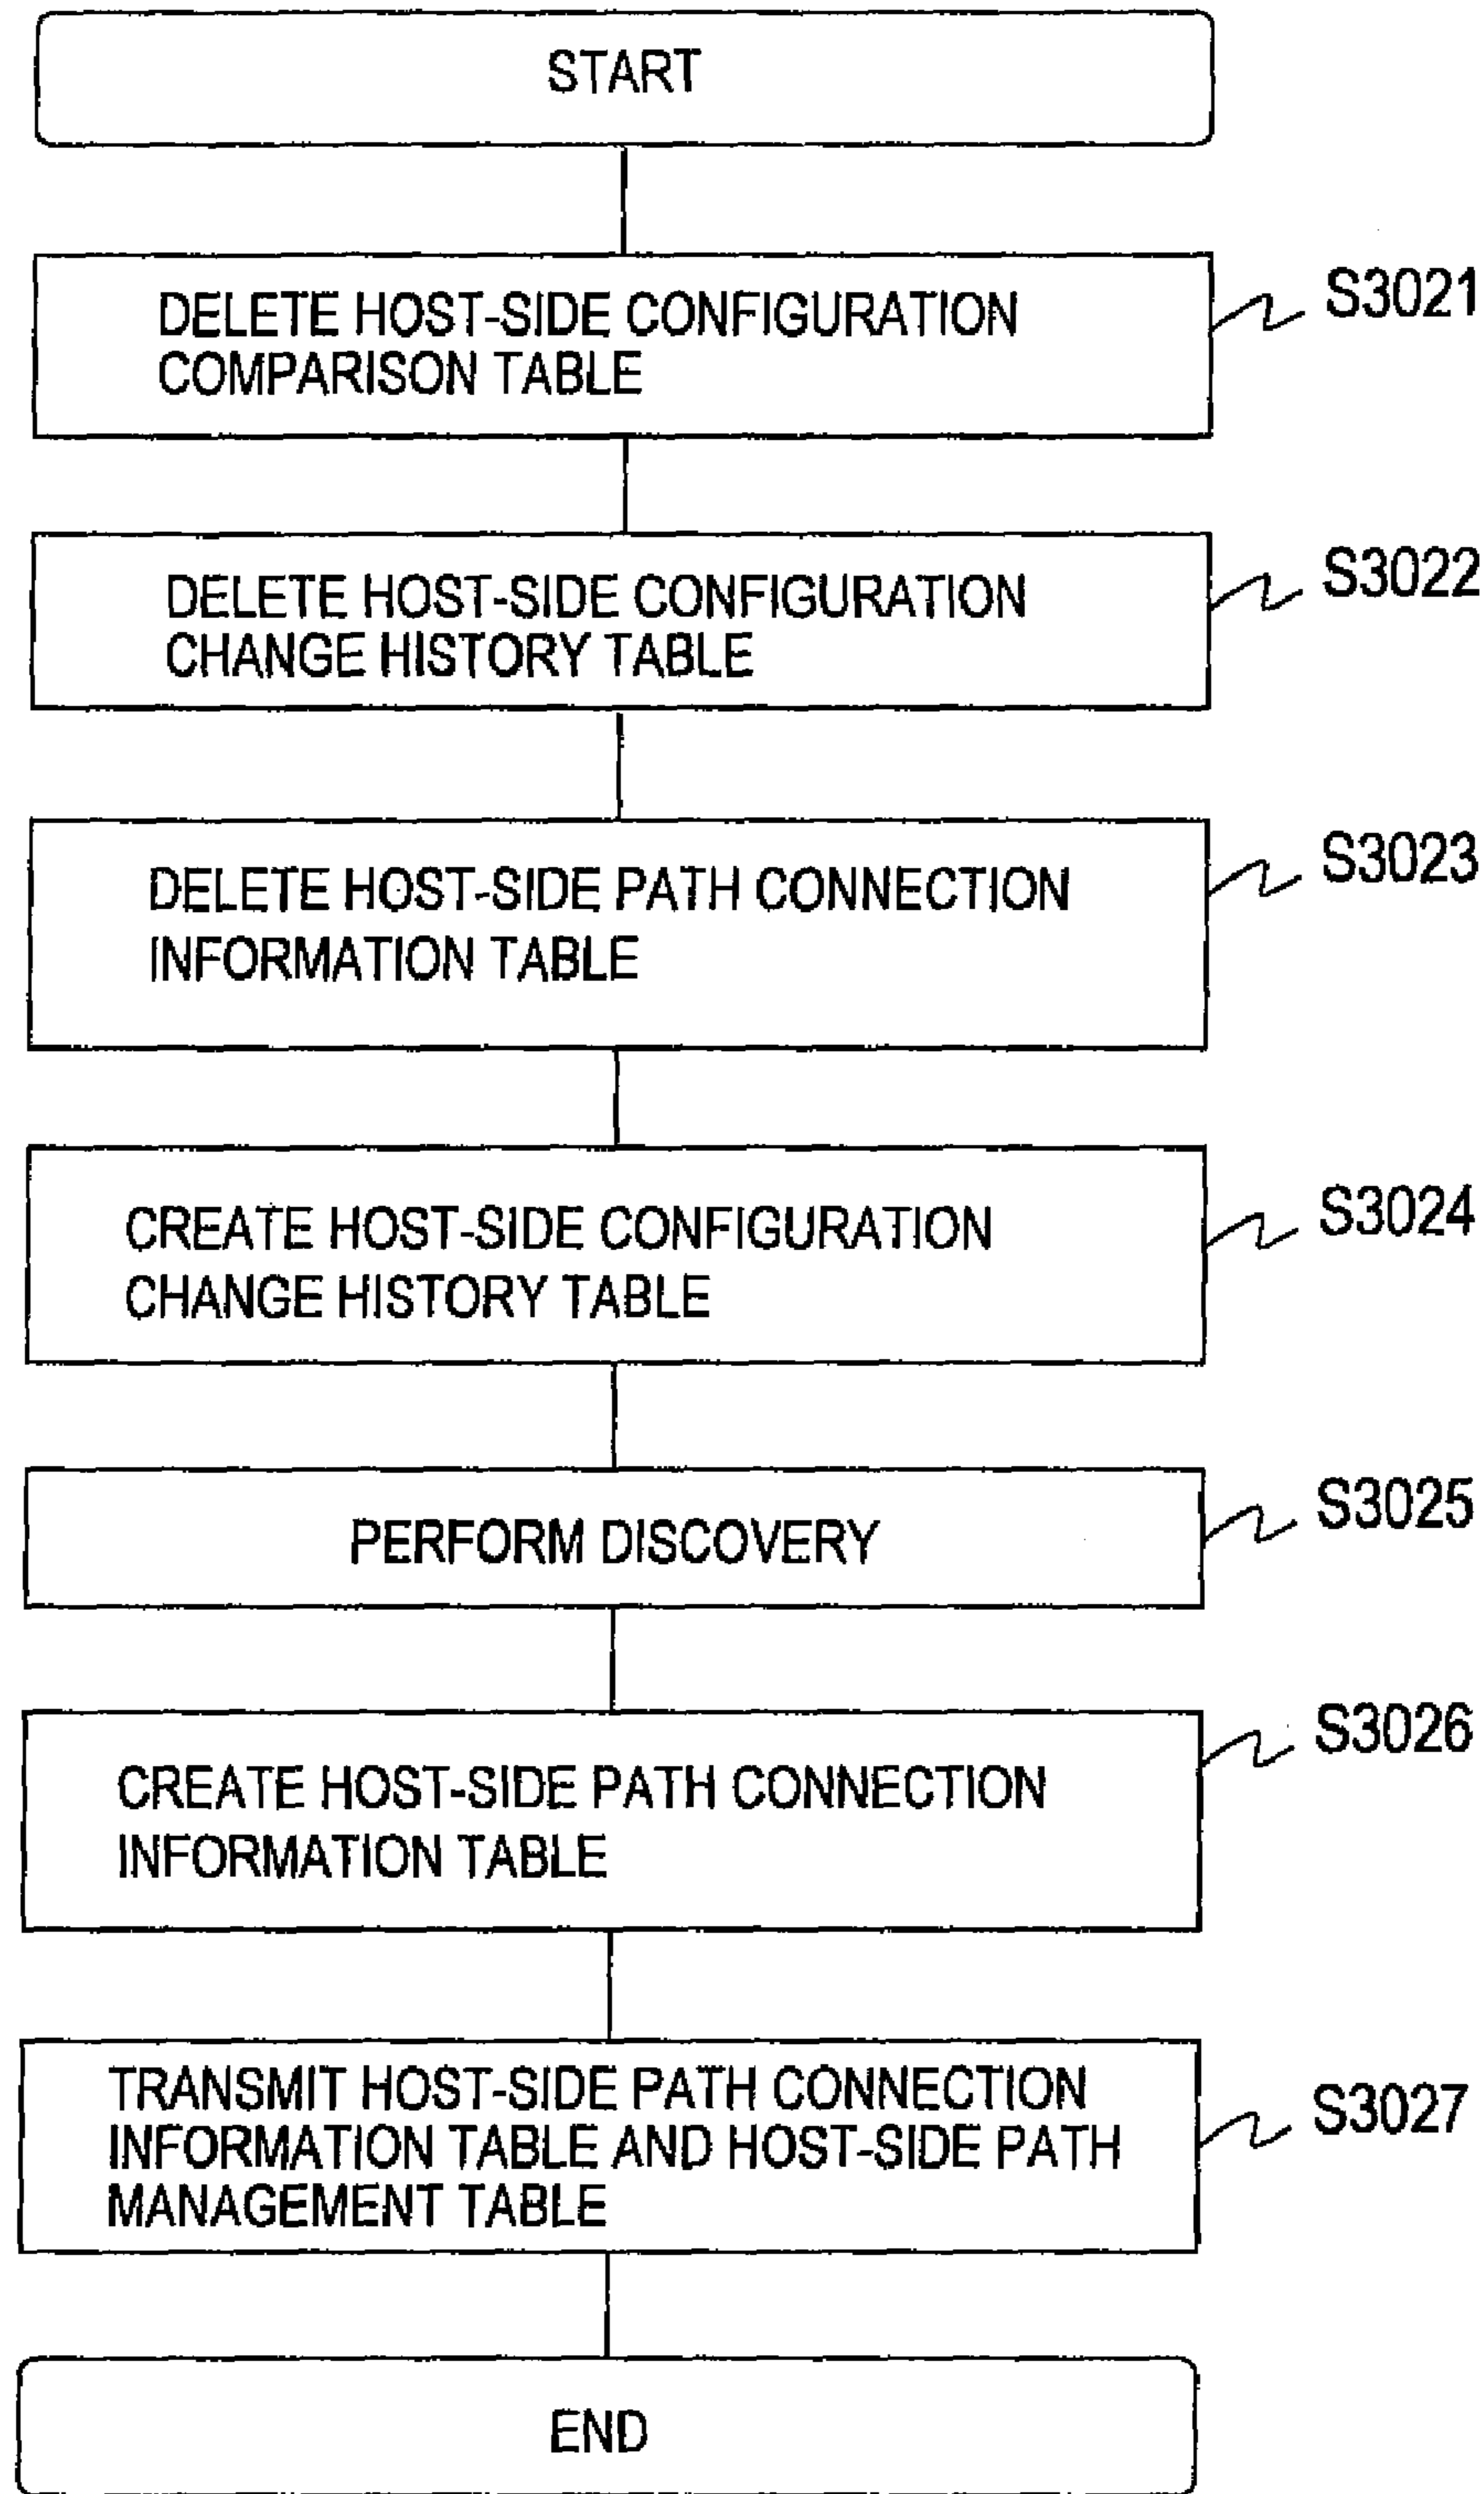 START
DELETE HOST-SIDE CONFIGURATION
COMPARISON TABLE
S3021
DELETE HOST-SIDE CONFIGURATION
CHANGE HISTORY TABLE
S3022
DELETE HOST-SIDE PATH CONNECTION
INFORMATION TABLE
S3023
CREATE HOST-SIDE CONFIGURATION
CHANGE HISTORY TABLE
S3024
PERFORM DISCOVERY
S3025
CREATE HOST-SIDE PATH CONNECTION
INFORMATION TABLE
S3026
TRANSMIT HOST-SIDE PATH CONNECTION
INFORMATION TABLE AND HOST-SIDE PATH
MANAGEMENT TABLE
S3027
END